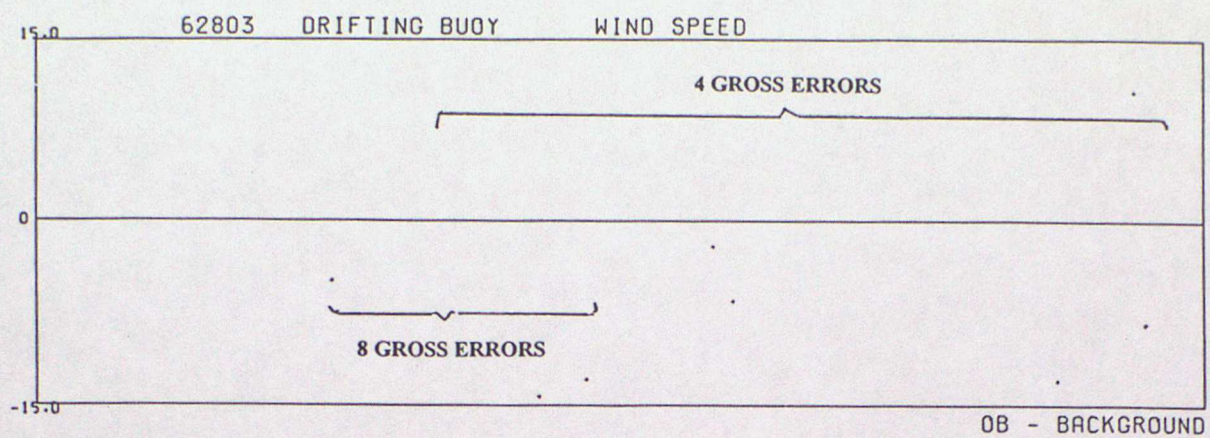 62803 DRIFTING BUOY WIND SPEED
15.0
4 GROSS ERRORS
0
8 GROSS ERRORS
-15.0
OB - BACKGROUND